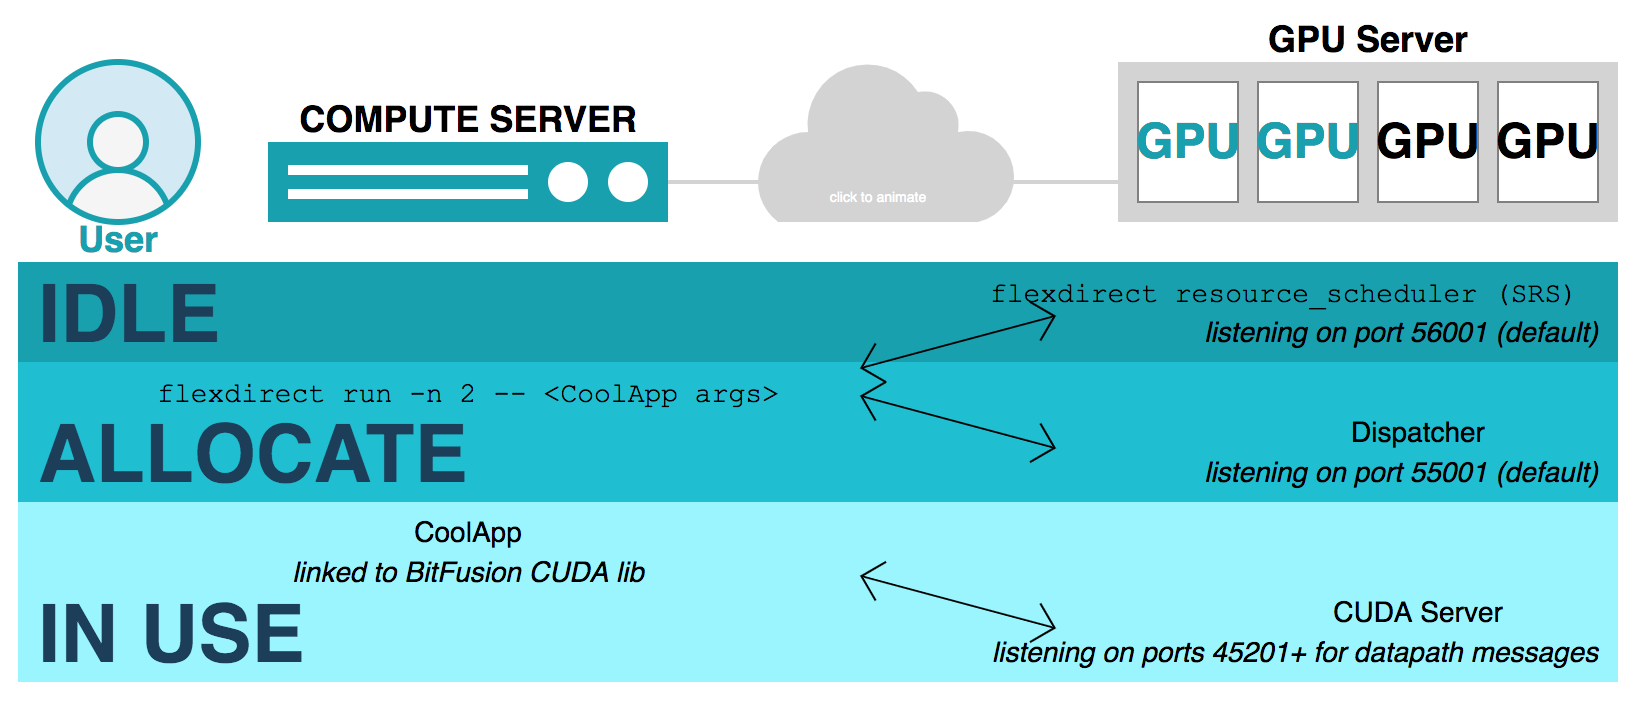 GPU Server
COMPUTE SERVER
GPU GPU GPU GPU
click to animate
User
IDLE
flexdirect resource_scheduler (SRS)
listening on port 56001 (default)
flexdirect run -n 2 -- <CoolApp args>
ALLOCATE
Dispatcher
listening on port 55001 (default)
CoolApp
linked to BitFusion CUDA lib
IN USE
CUDA Server
listening on ports 45201+ for datapath messages